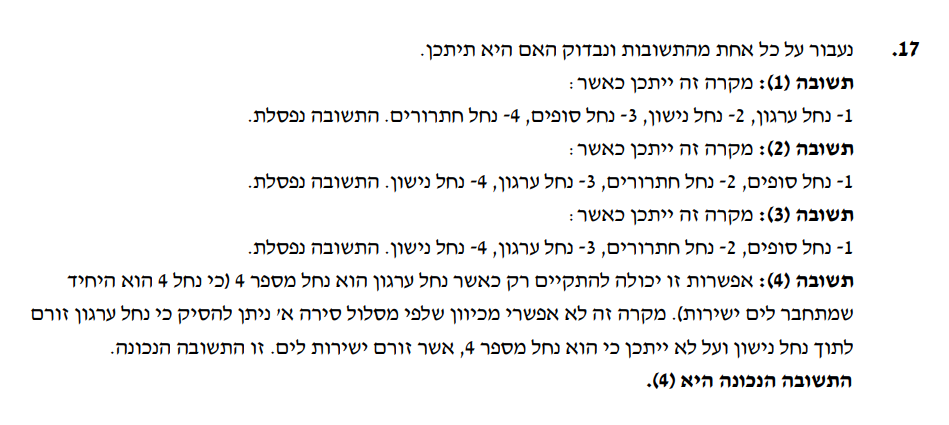 17. נעבור על כל אחת מהתשובות ונבדוק האם היא תיתכן.
תשובה (1): מקרה זה ייתכן כאשר:
1- נחל ערגון, 2- נחל נישון, 3- נחל סופים, 4- נחל חתרורים. התשובה נפסלת.
תשובה (2): מקרה זה ייתכן כאשר:
1- נחל סופים, 2- נחל חתרורים, 3- נחל ערגון, 4- נחל נישון. התשובה נפסלת.
תשובה (3): מקרה זה ייתכן כאשר:
1- נחל סופים, 2- נחל חתרורים, 3- נחל ערגון, 4- נחל נישון. התשובה נפסלת.
תשובה (4): אפשרות זו יכולה להתקיים רק כאשר נחל ערגון הוא נחל מספר 4 (כי נחל 4 הוא היחיד
שמתחבר לים ישירות). מקרה זה לא אפשרי מכיוון שלפי מסלול סירה א' ניתן להסיק כי נחל ערגון זורם
לתוך נחל נישון ועל לא ייתכן כי הוא נחל מספר 4, אשר זורם ישירות לים. זו התשובה הנכונה.
התשובה הנכונה היא (4).